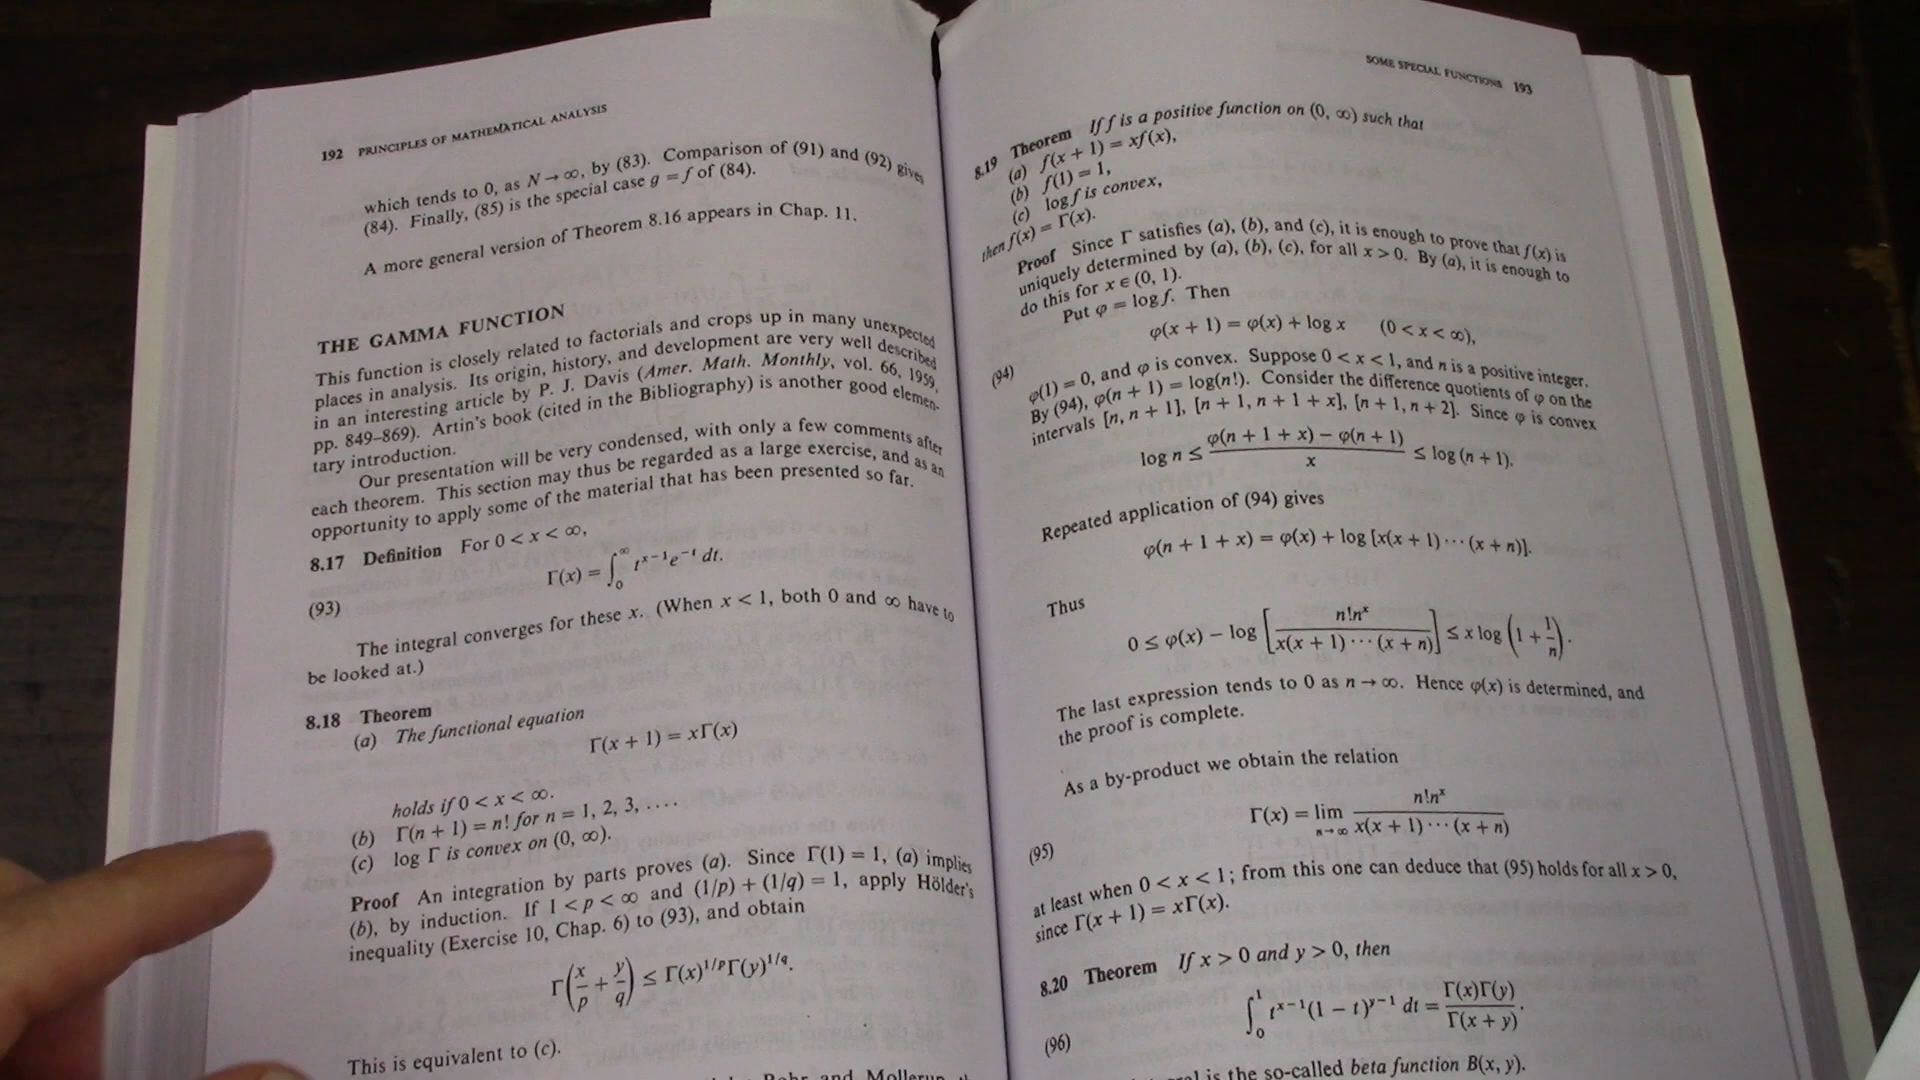 192 PRINCIPLES OF MATHEMATICAL ANALYSIS
which tends to 0, as N → ∞, by (83). Comparison of (91) and (92) gives
(84). Finally, (85) is the special case g = f of (84).
A more general version of Theorem 8.16 appears in Chap. 11.
THE GAMMA FUNCTION
This function is closely related to factorials and crops up in many unexpected
places in analysis. Its origin, history, and development are very well described
in an interesting article by P. J. Davis (Amer. Math. Monthly, vol. 66, 1959,
pp. 849–869). Artin's book (cited in the Bibliography) is another good elemen-
tary introduction.
Our presentation will be very condensed, with only a few comments after
each theorem. This section may thus be regarded as a large exercise, and as an
opportunity to apply some of the material that has been presented so far.
8.17 Definition For 0 < x < ∞,
(93) Γ(x) = ∫₀^∞ t^{x−1}e^{−t} dt.
The integral converges for these x. (When x < 1, both 0 and ∞ have to
be looked at.)
8.18 Theorem
(a) The functional equation
Γ(x + 1) = xΓ(x)
holds if 0 < x < ∞.
(b) Γ(n + 1) = n! for n = 1, 2, 3, ....
(c) log Γ is convex on (0, ∞).
Proof An integration by parts proves (a). Since Γ(1) = 1, (a) implies
(b), by induction. If 1 < p < ∞ and (1/p) + (1/q) = 1, apply Hölder's
inequality (Exercise 10, Chap. 6) to (93), and obtain
Γ(x/p + y/q) ≤ Γ(x)^{1/p}Γ(y)^{1/q}.
This is equivalent to (c).
Bohr and Mollerup
SOME SPECIAL FUNCTIONS 193
8.19 Theorem If f is a positive function on (0, ∞) such that
(a) f(x + 1) = xf(x),
(b) f(1) = 1,
(c) log f is convex,
then f(x) = Γ(x).
Proof Since Γ satisfies (a), (b), and (c), it is enough to prove that f(x) is
uniquely determined by (a), (b), (c), for all x > 0. By (a), it is enough to
do this for x ∈ (0, 1).
Put φ = log f. Then
(94) φ(x + 1) = φ(x) + log x (0 < x < ∞),
φ(1) = 0, and φ is convex. Suppose 0 < x < 1, and n is a positive integer.
By (94), φ(n + 1) = log(n!). Consider the difference quotients of φ on the
intervals [n, n + 1], [n + 1, n + 1 + x], [n + 1, n + 2]. Since φ is convex
log n ≤ (φ(n + 1 + x) − φ(n + 1))/x ≤ log (n + 1).
Repeated application of (94) gives
φ(n + 1 + x) = φ(x) + log [x(x + 1) ··· (x + n)].
Thus
0 ≤ φ(x) − log [n!n^x / x(x + 1) ··· (x + n)] ≤ x log (1 + 1/n).
The last expression tends to 0 as n → ∞. Hence φ(x) is determined, and
the proof is complete.
As a by-product we obtain the relation
(95) Γ(x) = lim_{n→∞} n!n^x / x(x + 1) ··· (x + n)
at least when 0 < x < 1; from this one can deduce that (95) holds for all x > 0,
since Γ(x + 1) = xΓ(x).
8.20 Theorem If x > 0 and y > 0, then
(96) ∫₀^1 t^{x−1}(1 − t)^{y−1} dt = Γ(x)Γ(y)/Γ(x + y).
is the so-called beta function B(x, y).